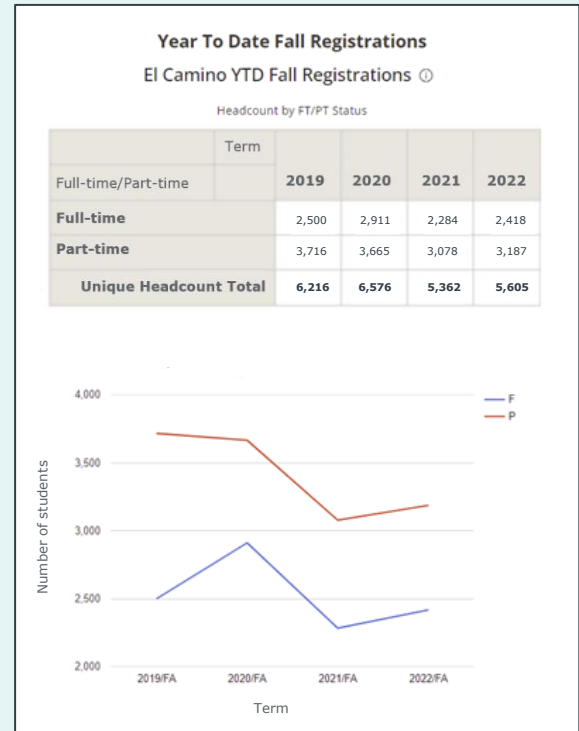 Year To Date Fall Registrations
El Camino YTD Fall Registrations ⓘ
Headcount by FT/PT Status
Term
Full-time/Part-time 2019 2020 2021 2022
Full-time 2,500 2,911 2,284 2,418
Part-time 3,716 3,665 3,078 3,187
Unique Headcount Total 6,216 6,576 5,362 5,605
4,000
F
P
3,500
3,000
2,500
2,000
Number of students
2019/FA 2020/FA 2021/FA 2022/FA
Term